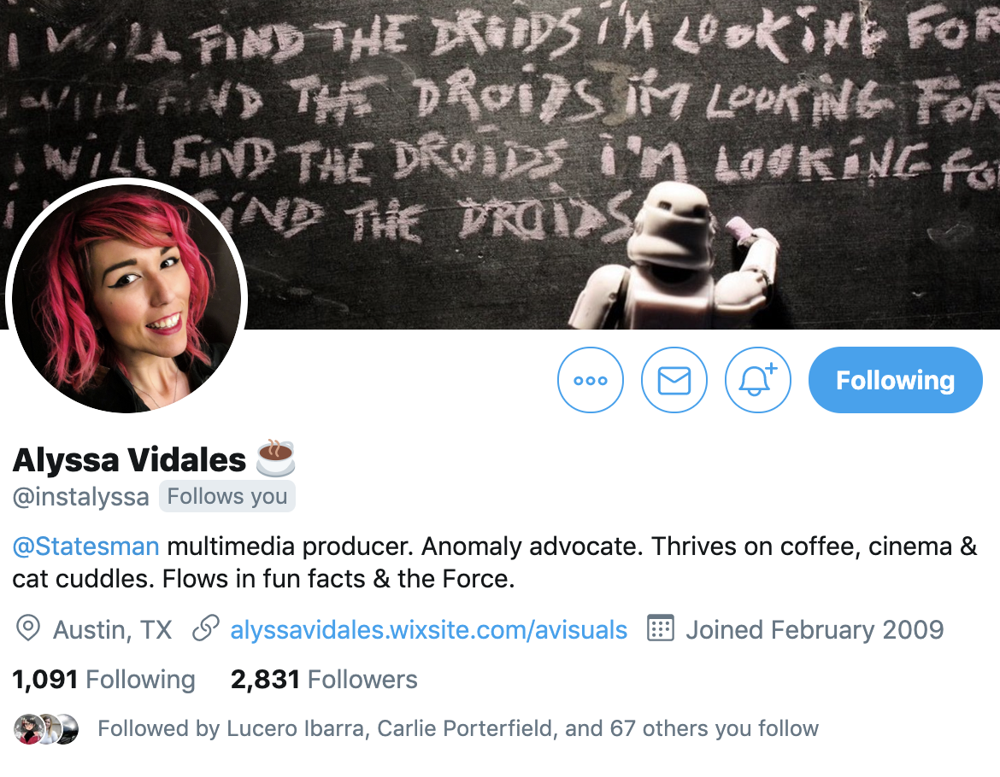 I WiLL FIND THE DROIDS i'M LOOKiNG FOR
I WILL FIND THE DROIDS iM LOOKiNG FOR
i WiLL FiND THE DROiDS i'M LOOKiNG Fo
i FiND THE DROIDS
Following
Alyssa Vidales ☕
@instalyssa Follows you
@Statesman multimedia producer. Anomaly advocate. Thrives on coffee, cinema &
cat cuddles. Flows in fun facts & the Force.
Austin, TX alyssavidales.wixsite.com/avisuals Joined February 2009
1,091 Following 2,831 Followers
Followed by Lucero Ibarra, Carlie Porterfield, and 67 others you follow